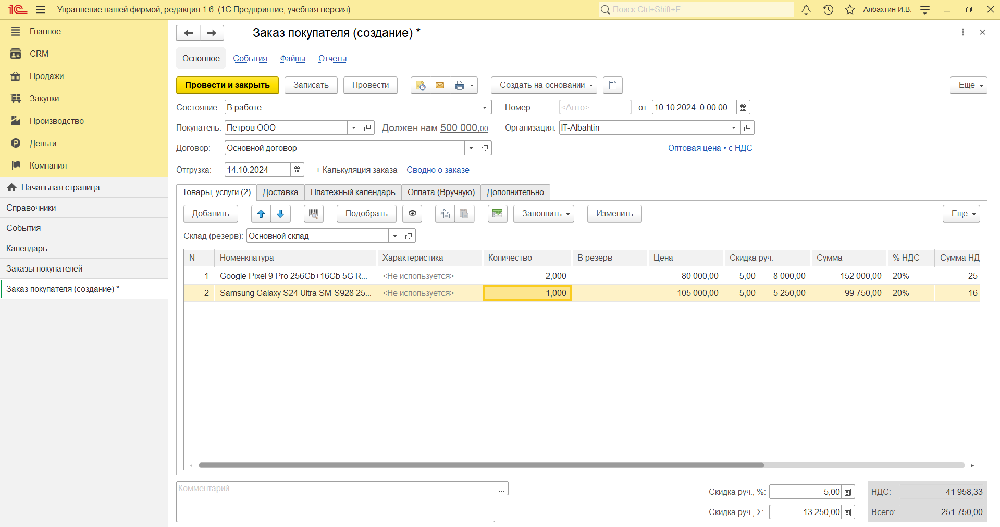 1С Управление нашей фирмой, редакция 1.6 (1С:Предприятие, учебная версия) Поиск Ctrl+Shift+F Албахтин И.В.
Главное
CRM
Продажи
Закупки
Производство
Деньги
Компания
Начальная страница
Справочники
События
Календарь
Заказы покупателей
Заказ покупателя (создание) *
Заказ покупателя (создание) *
Основное События Файлы Отчеты
Провести и закрыть Записать Провести Создать на основании Еще
Состояние: В работе Номер: <Авто> от: 10.10.2024 0:00:00
Покупатель: Петров ООО Должен нам 500 000,00 Организация: IT-Albahtin
Договор: Основной договор Оптовая цена • с НДС
Отгрузка: 14.10.2024 + Калькуляция заказа Сводно о заказе
Товары, услуги (2) Доставка Платежный календарь Оплата (Вручную) Дополнительно
Добавить Подобрать Заполнить Изменить Еще
Склад (резерв): Основной склад
N Номенклатура Характеристика Количество В резерв Цена Скидка руч. Сумма % НДС Сумма НД
1 Google Pixel 9 Pro 256Gb+16Gb 5G R... <Не используется> 2,000 80 000,00 5,00 8 000,00 152 000,00 20% 25
2 Samsung Galaxy S24 Ultra SM-S928 25... <Не используется> 1,000 105 000,00 5,00 5 250,00 99 750,00 20% 16
Комментарий ...
Скидка руч., %: 5,00 НДС: 41 958,33
Скидка руч., Σ: 13 250,00 Всего: 251 750,00